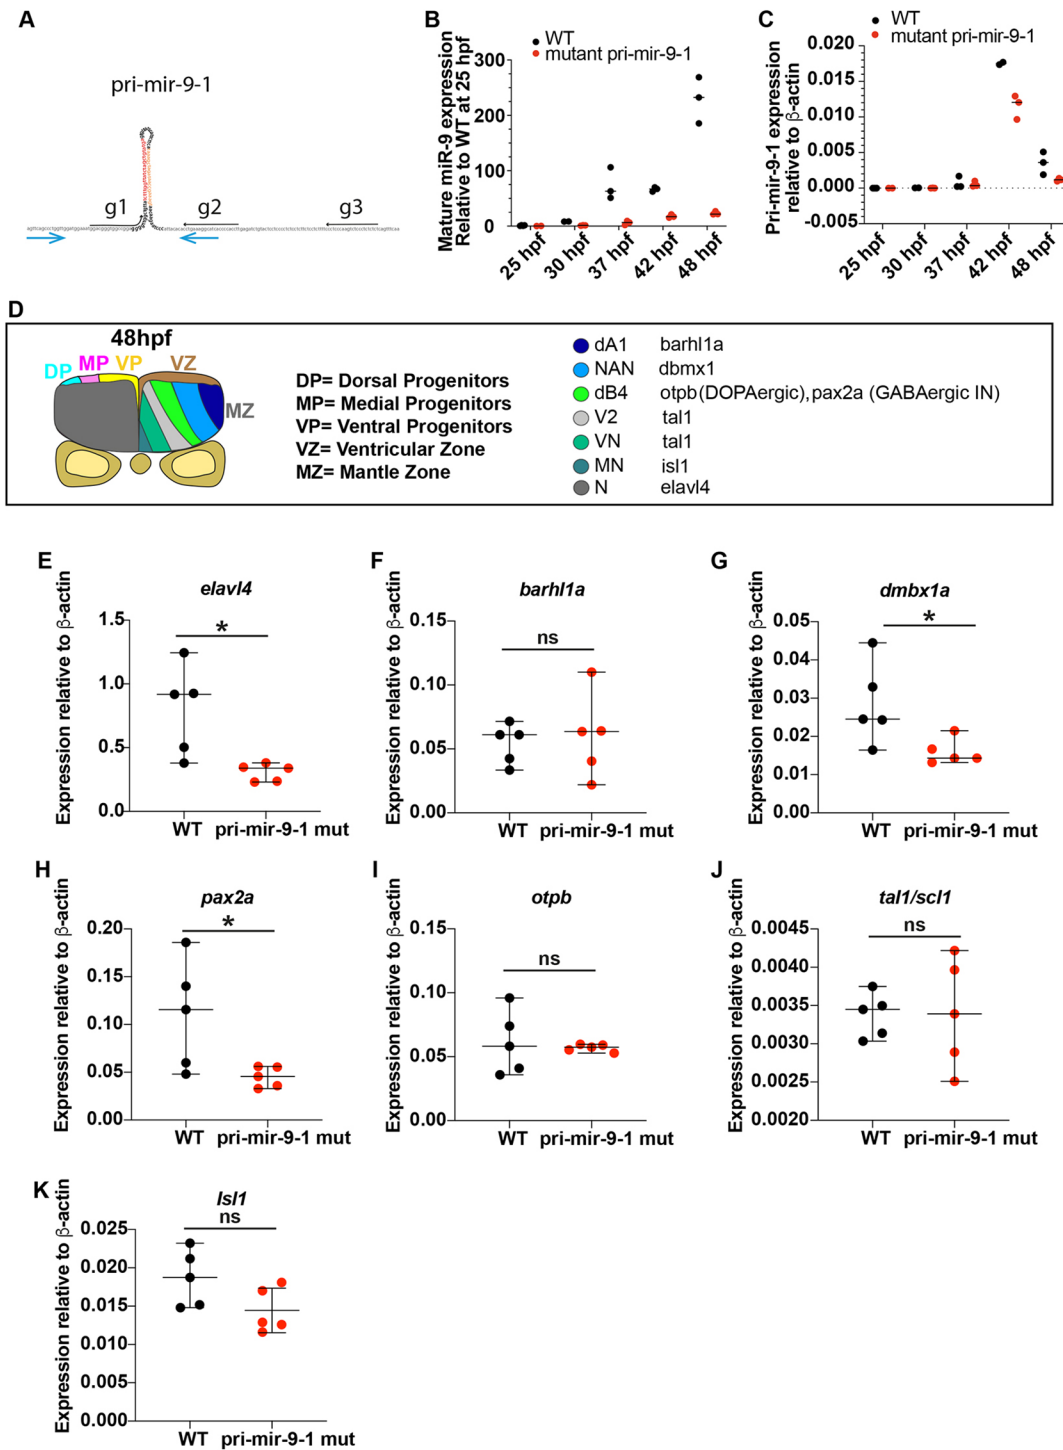 A
pri-mir-9-1
g1
g2
g3
B
WT
mutant pri-mir-9-1
Mature miR-9 expression
Relative to WT at 25 hpf
300
200
100
0
25 hpf
30 hpf
37 hpf
42 hpf
48 hpf
C
WT
mutant pri-mir-9-1
Pri-mir-9-1 expression
relative to β-actin
0.020
0.015
0.010
0.005
0.000
-0.005
25 hpf
30 hpf
37 hpf
42 hpf
48 hpf
D
48hpf
DP MP VP VZ
MZ
DP= Dorsal Progenitors
MP= Medial Progenitors
VP= Ventral Progenitors
VZ= Ventricular Zone
MZ= Mantle Zone
dA1 barhl1a
NAN dbmx1
dB4 otpb(DOPAergic),pax2a (GABAergic IN)
V2 tal1
VN tal1
MN isl1
N elavl4
E
elavl4
*
Expression relative to β-actin
1.5
1.0
0.5
0.0
WT pri-mir-9-1 mut
F
barhl1a
ns
Expression relative to β-actin
0.15
0.10
0.05
0.00
WT pri-mir-9-1 mut
G
dmbx1a
*
Expression relative to β-actin
0.05
0.04
0.03
0.02
0.01
0.00
WT pri-mir-9-1 mut
H
pax2a
*
Expression relative to β-actin
0.20
0.15
0.10
0.05
0.00
WT pri-mir-9-1 mut
I
otpb
ns
Expression relative to β-actin
0.15
0.10
0.05
0.00
WT pri-mir-9-1 mut
J
tal1/scl1
ns
Expression relative to β-actin
0.0045
0.0040
0.0035
0.0030
0.0025
0.0020
WT pri-mir-9-1 mut
K
Isl1
ns
Expression relative to β-actin
0.025
0.020
0.015
0.010
0.005
0.000
WT pri-mir-9-1 mut